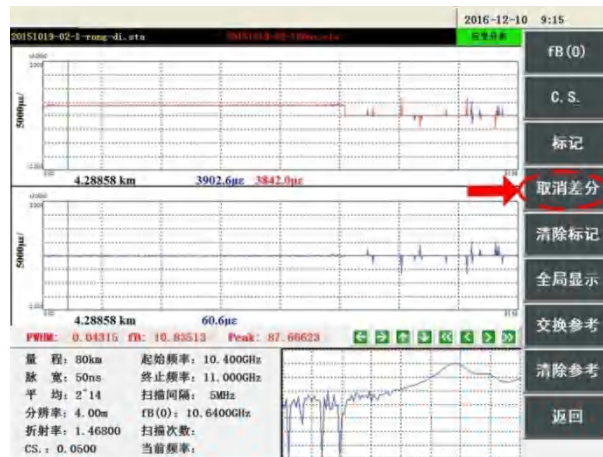 2016-12-10 9:15
20151019-02-1-rong-di.sta
应变分析
5000με/
4.28858 km 3902.6με 3842.0με
5000με/
4.28858 km 60.6με
FWHM: 0.04315 fB: 10.83513 Peak: 87.66623
量 程: 80km 起始频率: 10.400GHz
脉 宽: 50ns 终止频率: 11.000GHz
平 均: 2^14 扫描间隔: 5MHz
分辨率: 4.00m fB(0): 10.6400GHz
折射率: 1.46800 扫描次数:
CS.: 0.0500 当前频率:
fB(0)
C. S.
标记
取消差分
清除标记
全局显示
交换参考
清除参考
返回